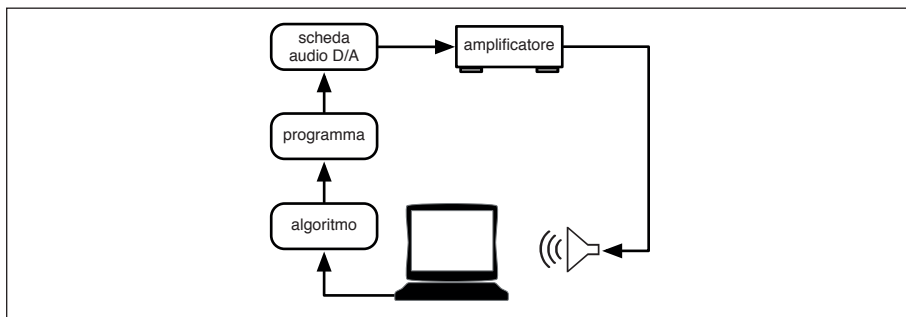 scheda
audio D/A
amplificatore
programma
algoritmo